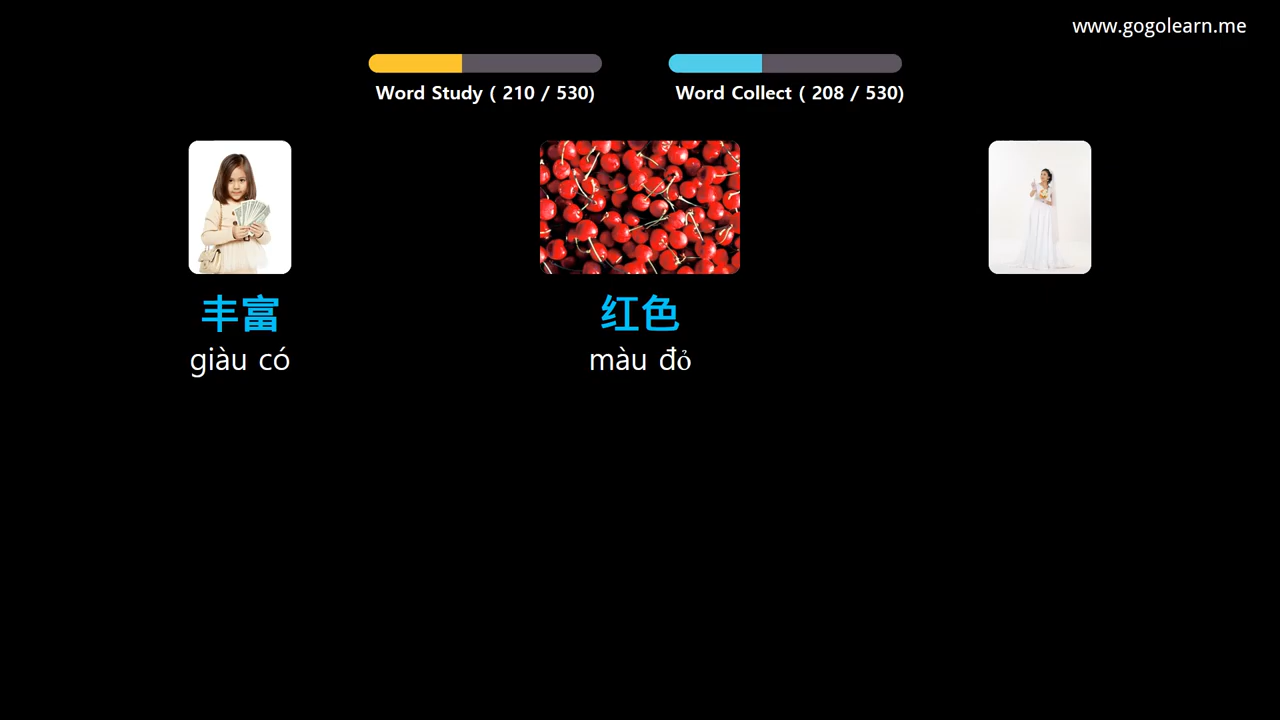 www.gogolearn.me
Word Study ( 210 / 530)
Word Collect ( 208 / 530)
丰富
红色
giàu có
màu đỏ